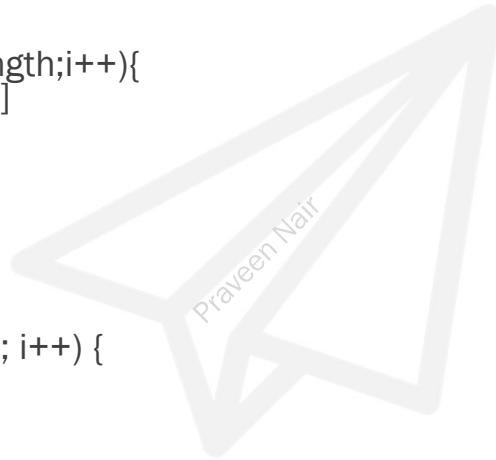 ngth;i++){
]
Praveen Nair
; i++) {